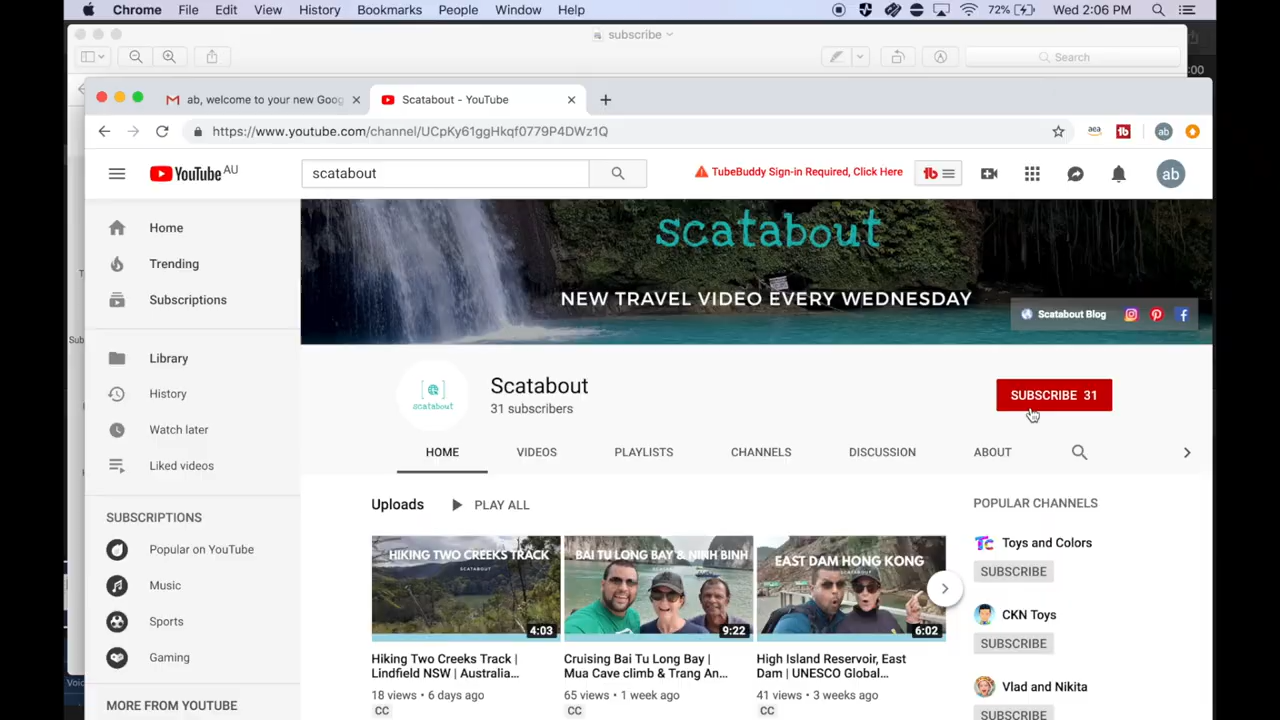 Chrome File Edit View History Bookmarks People Window Help 72% Wed 2:06 PM
subscribe
Search
:00
ab, welcome to your new Goog
Scatabout - YouTube
https://www.youtube.com/channel/UCpKy61ggHkqf0779P4DWz1Q
aea
ab
YouTube AU
scatabout
TubeBuddy Sign-in Required, Click Here
tb
ab
Home
Trending
Subscriptions
Library
History
Watch later
Liked videos
SUBSCRIPTIONS
Popular on YouTube
Music
Sports
Gaming
MORE FROM YOUTUBE
scatabout
NEW TRAVEL VIDEO EVERY WEDNESDAY
Scatabout Blog
scatabout
Scatabout
31 subscribers
SUBSCRIBE 31
HOME VIDEOS PLAYLISTS CHANNELS DISCUSSION ABOUT
Uploads PLAY ALL
HIKING TWO CREEKS TRACK
SCATABOUT
4:03
Hiking Two Creeks Track |
Lindfield NSW | Australia...
18 views • 6 days ago
CC
BAI TU LONG BAY & NINH BINH
SCATABOUT
9:22
Cruising Bai Tu Long Bay |
Mua Cave climb & Trang An...
65 views • 1 week ago
CC
EAST DAM HONG KONG
SCATABOUT
6:02
High Island Reservoir, East
Dam | UNESCO Global...
41 views • 3 weeks ago
CC
POPULAR CHANNELS
Toys and Colors
SUBSCRIBE
CKN Toys
SUBSCRIBE
Vlad and Nikita
SUBSCRIBE
Sub
Voic